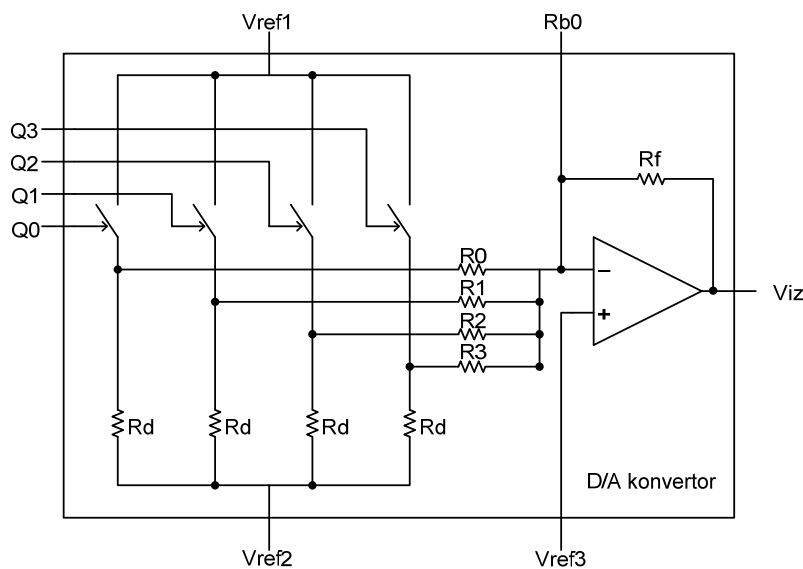 Vref1
Rb0
Q3
Q2
Q1
Q0
Rf
R0
R1
R2
R3
Viz
Rd
Rd
Rd
Rd
D/A konvertor
Vref2
Vref3